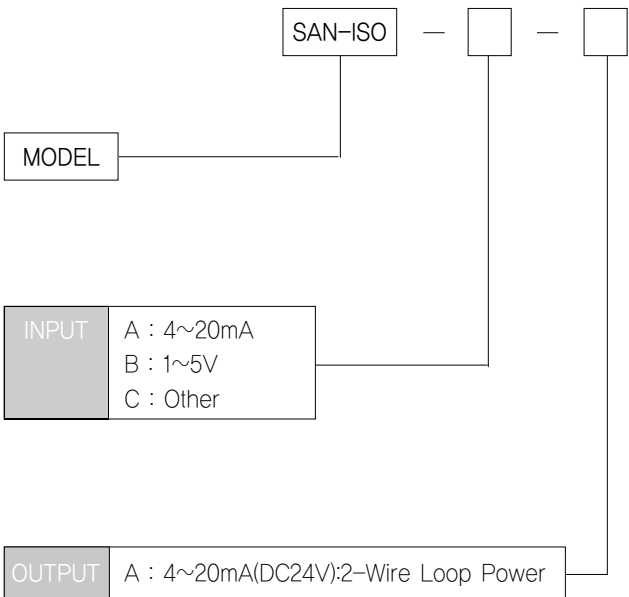 SAN-ISO – –
MODEL
INPUT
A : 4~20mA
B : 1~5V
C : Other
OUTPUT
A : 4~20mA(DC24V):2-Wire Loop Power